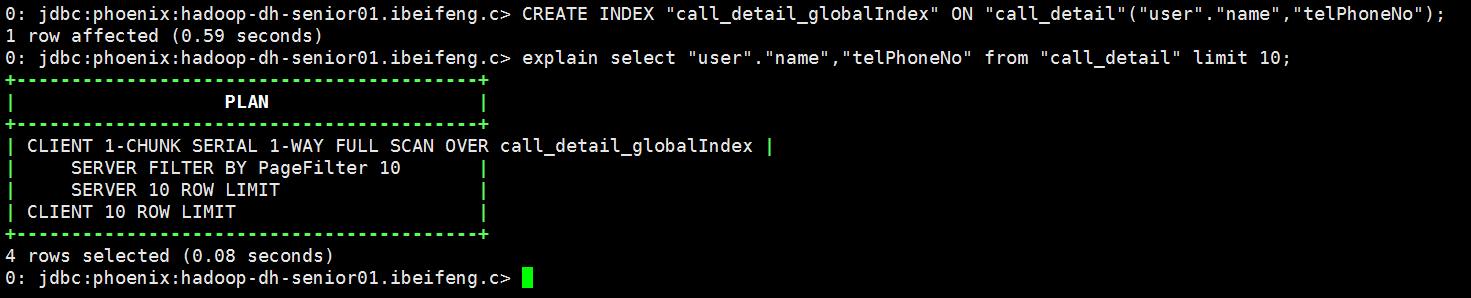 0: jdbc:phoenix:hadoop-dh-senior01.ibeifeng.c> CREATE INDEX "call_detail_globalIndex" ON "call_detail"("user"."name","telPhoneNo");
1 row affected (0.59 seconds)
0: jdbc:phoenix:hadoop-dh-senior01.ibeifeng.c> explain select "user"."name","telPhoneNo" from "call_detail" limit 10;
+------------------------------------------+
|                   PLAN                   |
+------------------------------------------+
| CLIENT 1-CHUNK SERIAL 1-WAY FULL SCAN OVER call_detail_globalIndex |
|     SERVER FILTER BY PageFilter 10       |
|     SERVER 10 ROW LIMIT                  |
| CLIENT 10 ROW LIMIT                      |
+------------------------------------------+
4 rows selected (0.08 seconds)
0: jdbc:phoenix:hadoop-dh-senior01.ibeifeng.c>